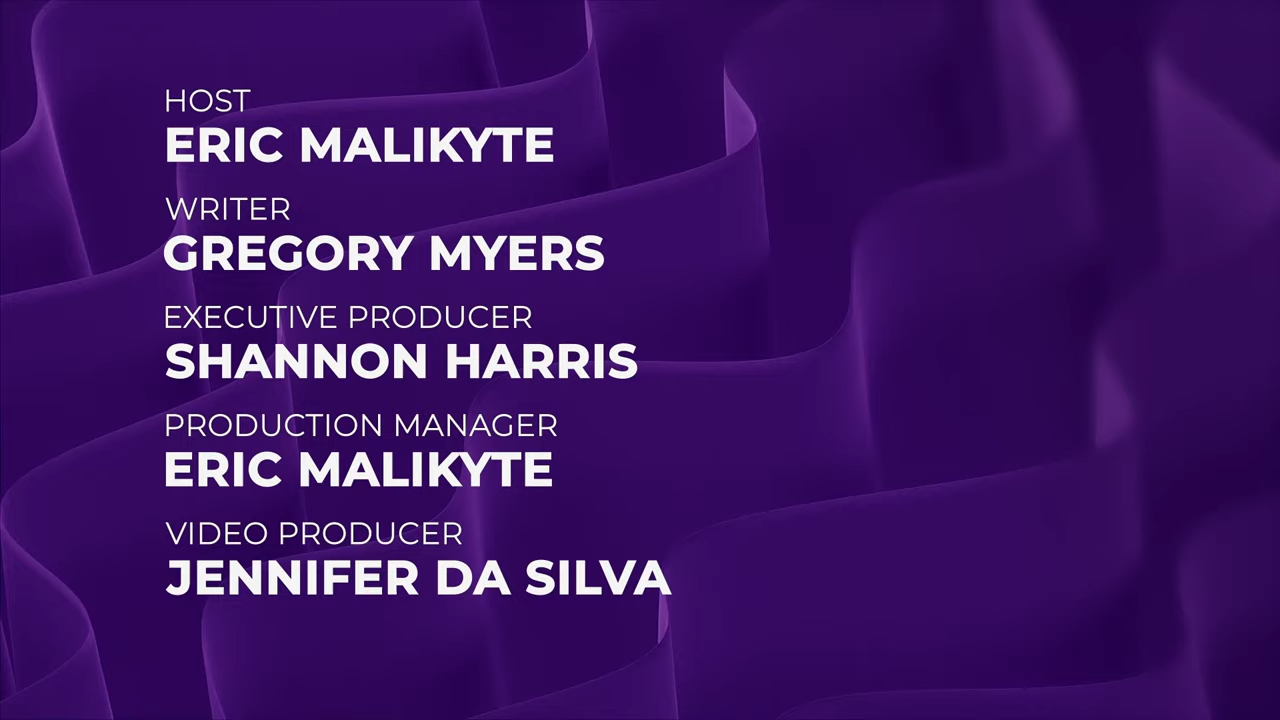 HOST
ERIC MALIKYTE
WRITER
GREGORY MYERS
EXECUTIVE PRODUCER
SHANNON HARRIS
PRODUCTION MANAGER
ERIC MALIKYTE
VIDEO PRODUCER
JENNIFER DA SILVA